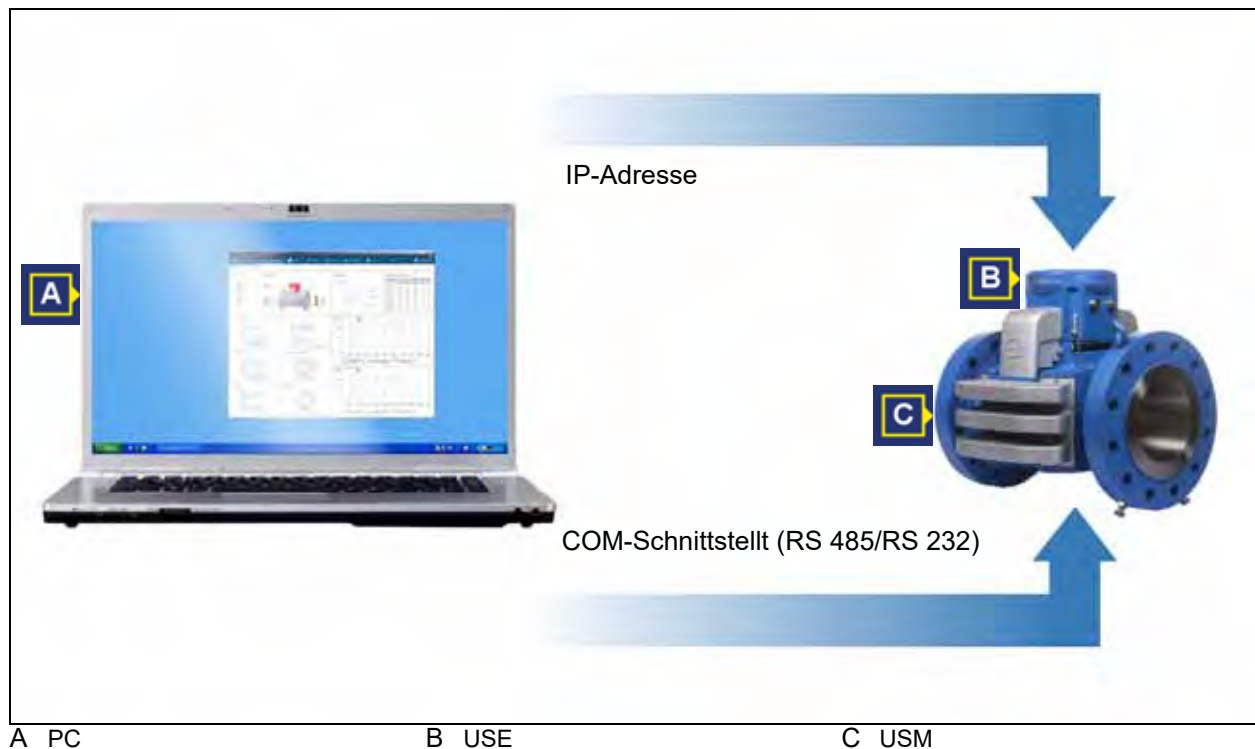 IP-Adresse
A
B
C
COM-Schnittstellt (RS 485/RS 232)
A PC
B USE
C USM